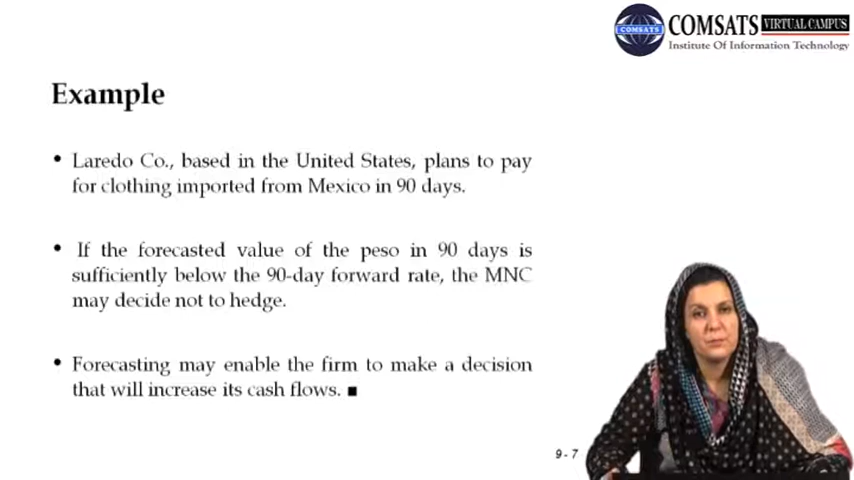 COMSATS
COMSATS VIRTUAL CAMPUS
Institute Of Information Technology
Example
• Laredo Co., based in the United States, plans to pay
for clothing imported from Mexico in 90 days.
• If the forecasted value of the peso in 90 days is
sufficiently below the 90-day forward rate, the MNC
may decide not to hedge.
• Forecasting may enable the firm to make a decision
that will increase its cash flows. ■
9 - 7